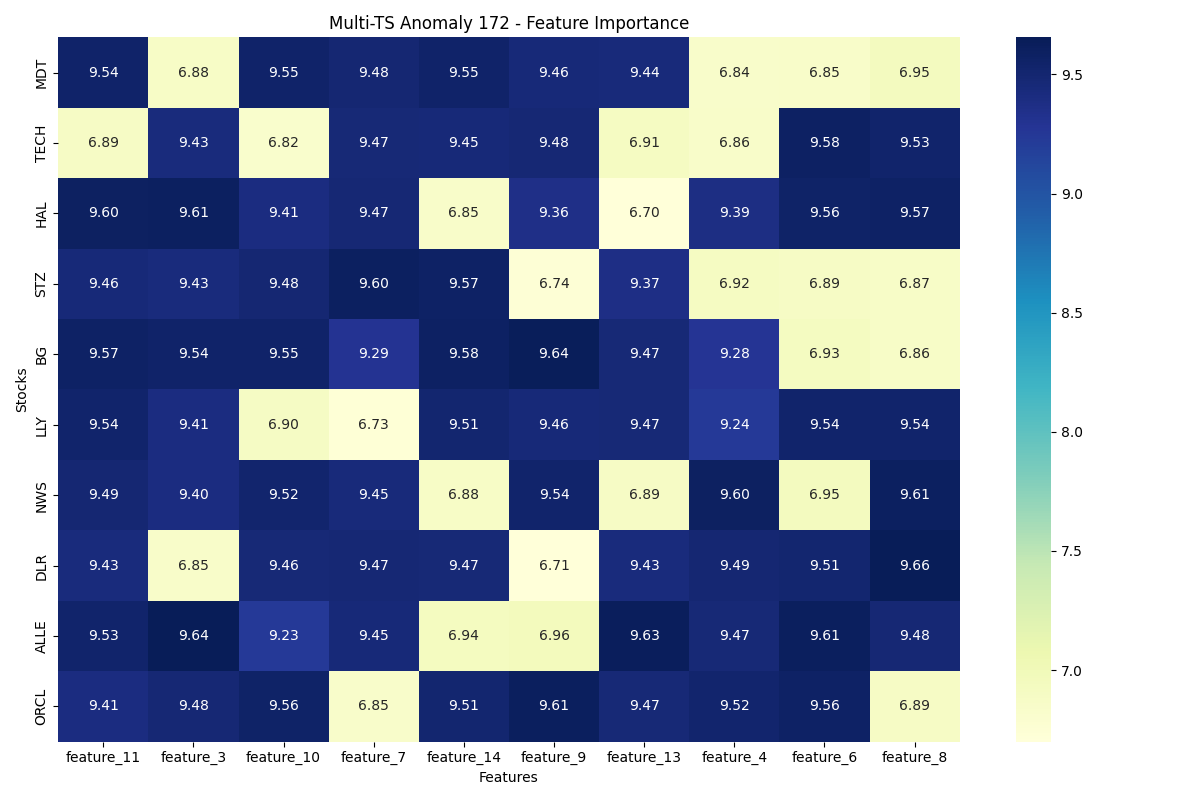 Multi-TS Anomaly 172 - Feature Importance
MDT 9.54 6.88 9.55 9.48 9.55 9.46 9.44 6.84 6.85 6.95
TECH 6.89 9.43 6.82 9.47 9.45 9.48 6.91 6.86 9.58 9.53
HAL 9.60 9.61 9.41 9.47 6.85 9.36 6.70 9.39 9.56 9.57
STZ 9.46 9.43 9.48 9.60 9.57 6.74 9.37 6.92 6.89 6.87
BG 9.57 9.54 9.55 9.29 9.58 9.64 9.47 9.28 6.93 6.86
LLY 9.54 9.41 6.90 6.73 9.51 9.46 9.47 9.24 9.54 9.54
NWS 9.49 9.40 9.52 9.45 6.88 9.54 6.89 9.60 6.95 9.61
DLR 9.43 6.85 9.46 9.47 9.47 6.71 9.43 9.49 9.51 9.66
ALLE 9.53 9.64 9.23 9.45 6.94 6.96 9.63 9.47 9.61 9.48
ORCL 9.41 9.48 9.56 6.85 9.51 9.61 9.47 9.52 9.56 6.89
Stocks
feature_11 feature_3 feature_10 feature_7 feature_14 feature_9 feature_13 feature_4 feature_6 feature_8
Features
9.5
9.0
8.5
8.0
7.5
7.0